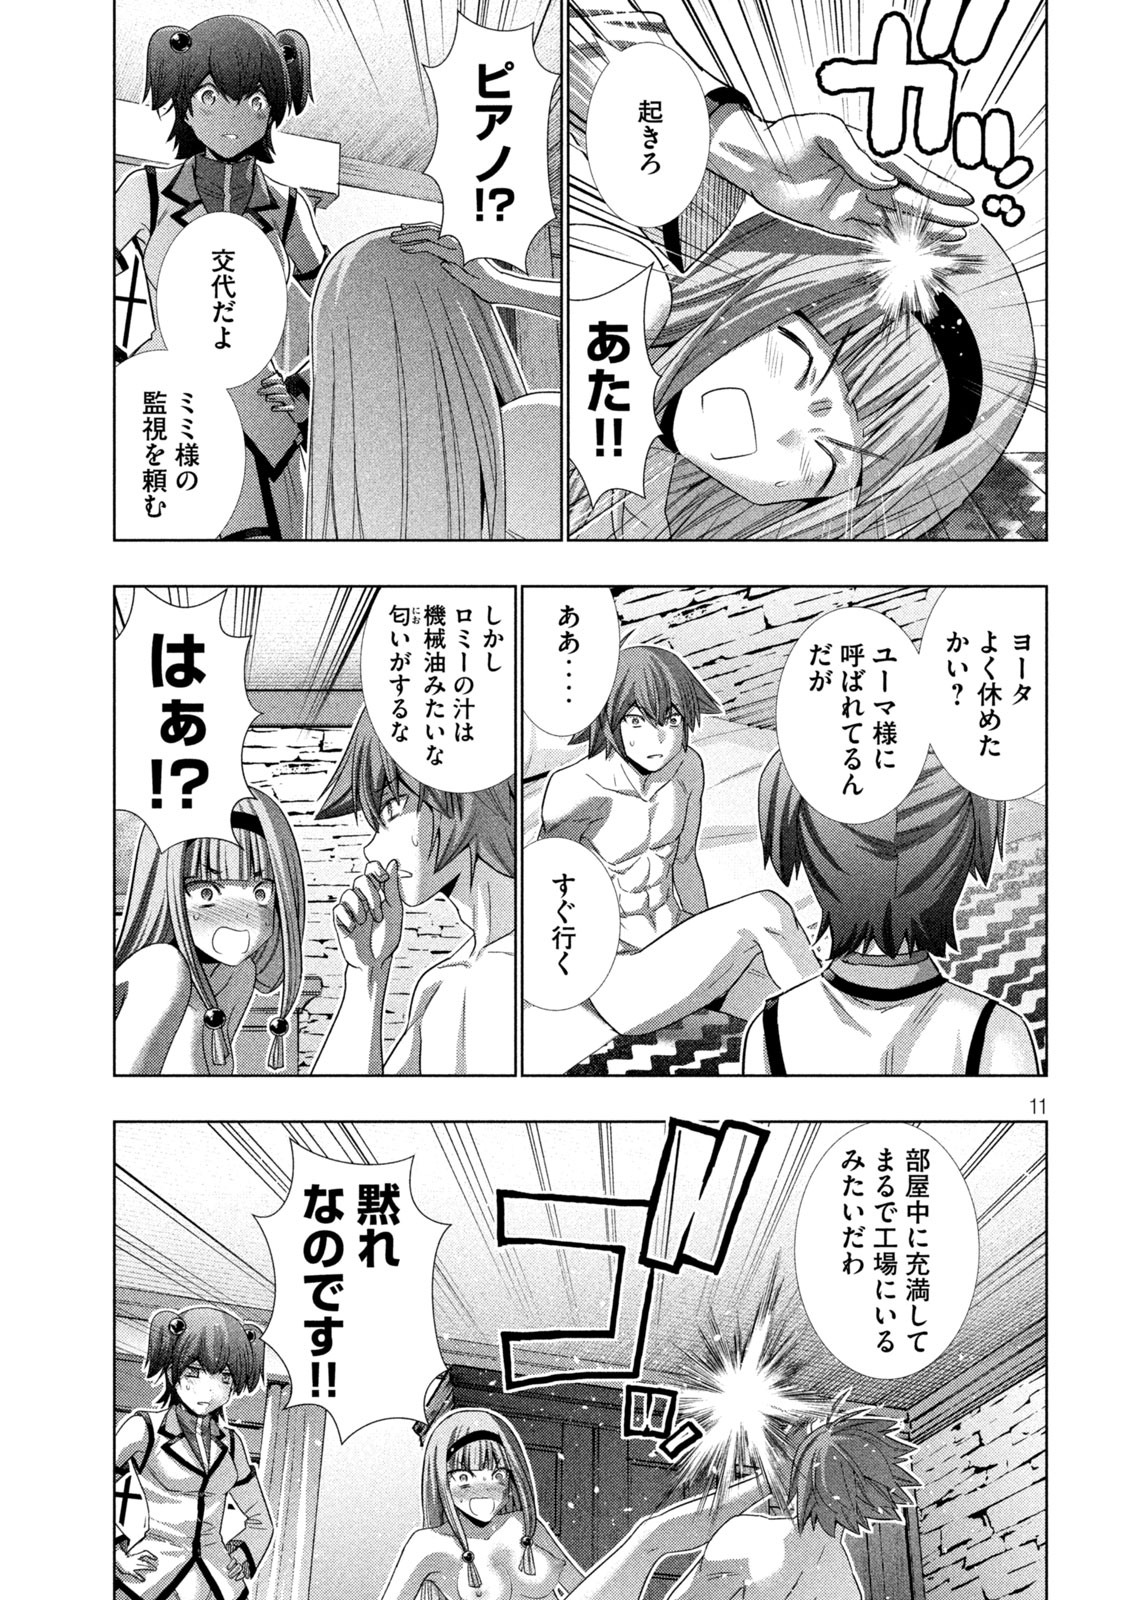 ガッ
起きろ
あた!!
ピアノ!?
交代だよ
ミミ様の
監視を頼む
ヨータ
よく休めた
かい?
ユーマ様に
呼ばれてるん
だが
ああ‥‥
すぐ行く
しかし
ロミーの汁は
機械油みたいな
匂いがするな
にお
はぁ!?
11
部屋中に充満して
まるで工場にいる
みたいだわ
ゴッ
黙れ
なのです!!